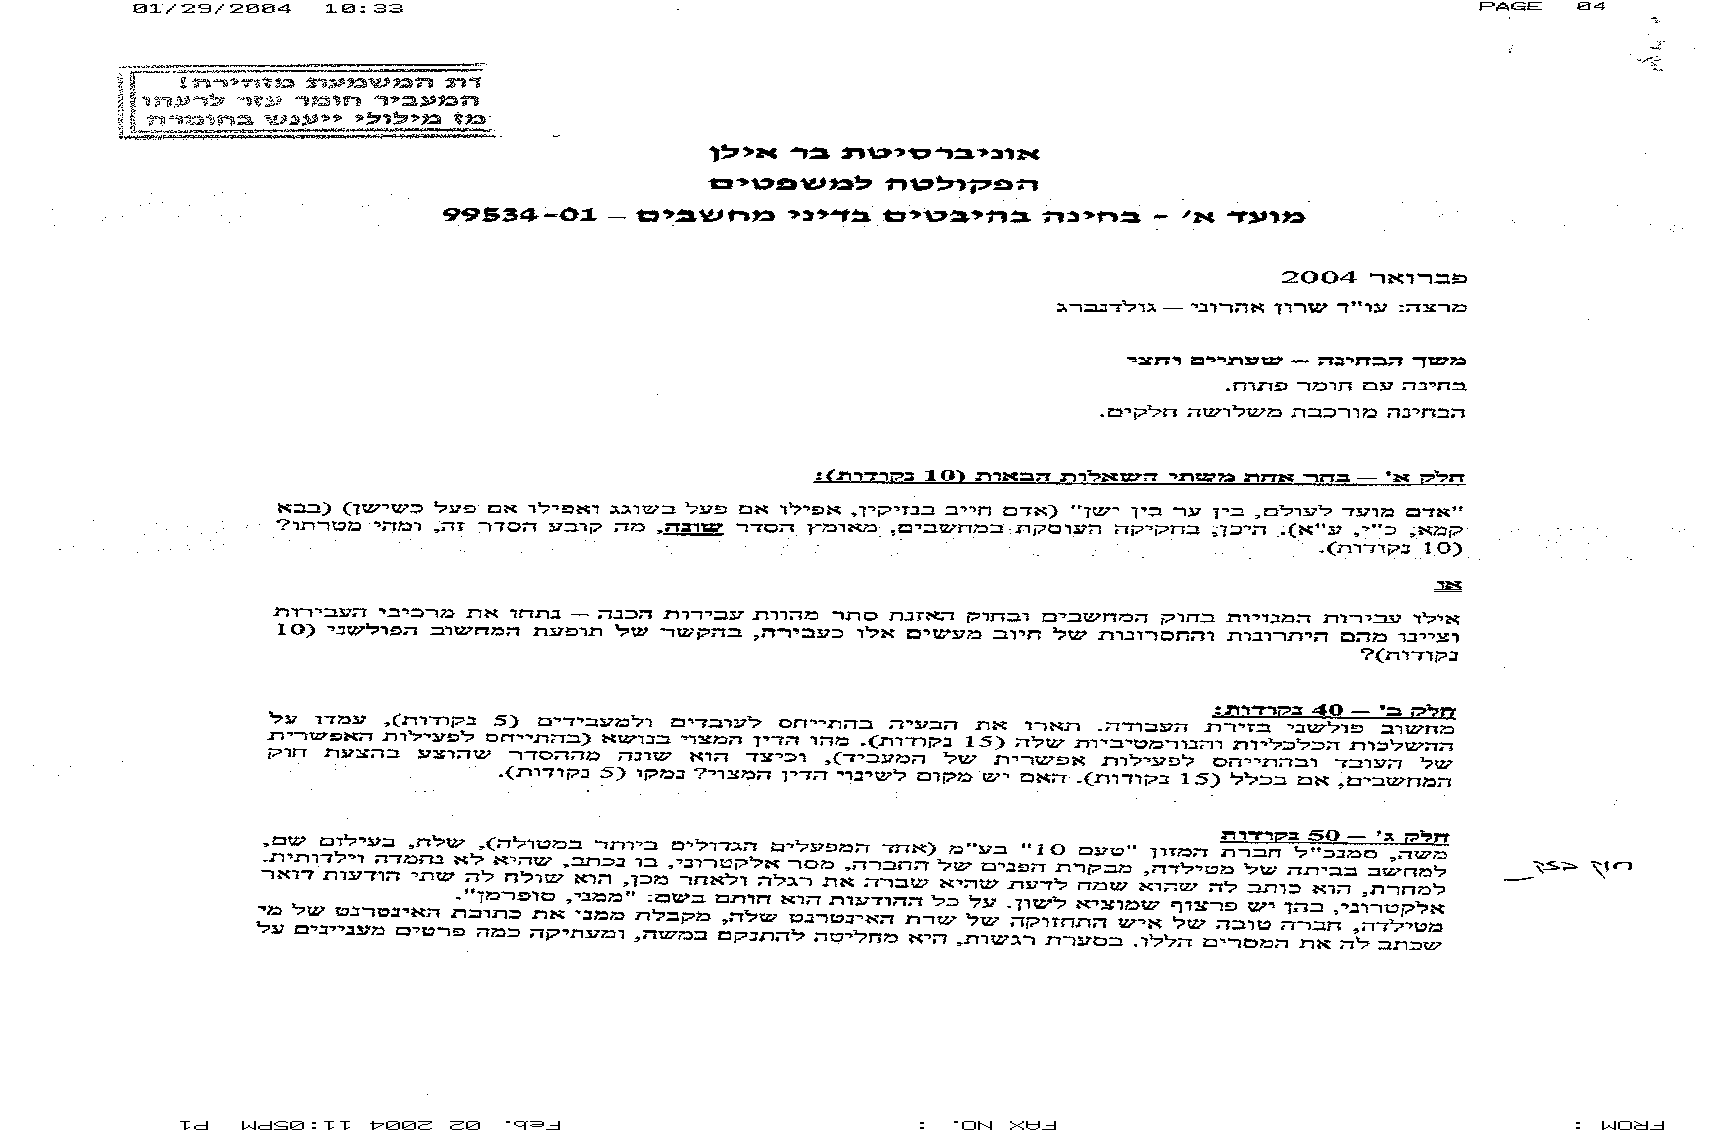 01/29/2004 10:33 PAGE 04
דת המשמעת מזהירה!
המעביר חומר עזר לרעהו
מז מילולי ייענש בחומרה
אוניברסיטת בר אילן
הפקולטה למשפטים
מועד א' - בחינה בהיבטים בדיני מחשבים – 99534-01
פברואר 2004
מרצה: עו"ד שרון אהרוני – גולדנברג
משך הבחינה – שעתיים וחצי
בחינה עם חומר פתוח.
הבחינה מורכבת משלושה חלקים.
חלק א' – בחר אחת משתי השאלות הבאות (10 נקודות):
"אדם מועד לעולם, בין ער בין ישן" (אדם חייב בנזיקין, אפילו אם פעל בשוגג ואפילו אם פעל כשישן) (בבא
קמא, כ"י, ע"א). היכן, בחקיקה העוסקת במחשבים, מאומץ הסדר שונה, מה קובע הסדר זה, ומהי מטרתו?
(10 נקודות).
או
אילו עבירות המנויות בחוק המחשבים ובחוק האזנת סתר מהוות עבירות הכנה – נתחו את מרכיבי העבירות
וציינו מהם היתרונות והחסרונות של חיוב מעשים אלו כעבירה, בהקשר של תופעת המחשוב הפולשני (10
נקודות)?
חלק ב' – 40 נקודות:
מחשוב פולשני בזירת העבודה. תארו את הבעיה בהתייחס לעובדים ולמעבידים (5 נקודות), עמדו על
ההשלכות הכלכליות והנורמטיביות שלה (15 נקודות). מהו הדין המצוי בנושא (בהתייחס לפעילות האפשרית
של העובד ובהתייחס לפעילות אפשרית של המעביד), וכיצד הוא שונה מההסדר שהוצע בהצעת חוק
המחשבים, אם בכלל (15 נקודות). האם יש מקום לשינוי הדין המצוי? נמקו (5 נקודות).
חלק ג' – 50 נקודות
משה, סמנכ"ל חברת המזון "טעם 10" בע"מ (אחד המפעלים הגדולים ביותר במטולה), שלח, בעילום שם,
למחשב בביתה של מטילדה, מבקרת הפנים של החברה, מסר אלקטרוני, בו נכתב, שהיא לא נחמדה וילדותית.
למחרת, הוא כותב לה שהוא שמח לדעת שהיא שברה את רגלה ולאחר מכן, הוא שולח לה שתי הודעות דואר
אלקטרוני, בהן יש פרצוף שמוציא לשון. על כל ההודעות הוא חותם בשם: "ממני, סופרמן".
מטילדה, חברה טובה של איש התחזוקה של שרת האינטרנט שלה, מקבלת ממנו את כתובת האינטרנט של מי
שכתב לה את המסרים הללו. בסערת רגשות, היא מחליטה להתנקם במשה, ומעתיקה כמה פרטים מעניינים על
FROM : FAX NO. : Feb. 02 2004 11:05PM P1